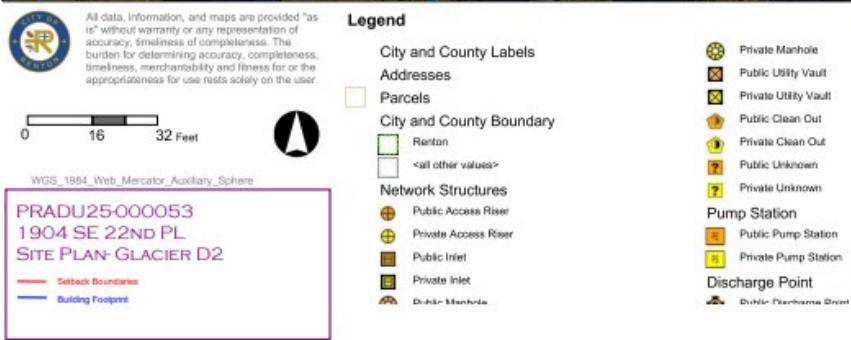 CITY OF
R
RENTON
All data, information, and maps are provided "as
is" without warranty or any representation of
accuracy, timeliness of completeness. The
burden for determining accuracy, completeness,
timeliness, merchantability and fitness for or the
appropriateness for use rests solely on the user.
0 16 32 Feet
WGS_1984_Web_Mercator_Auxiliary_Sphere
PRADU25-000053
1904 SE 22ND PL
SITE PLAN- GLACIER D2
Setback Boundaries
Building Footprint
Legend
City and County Labels
Addresses
Parcels
City and County Boundary
Renton
<all other values>
Network Structures
Public Access Riser
Private Access Riser
Public Inlet
Private Inlet
Public Manhole
Private Manhole
Public Utility Vault
Private Utility Vault
Public Clean Out
Private Clean Out
? Public Unknown
? Private Unknown
Pump Station
Public Pump Station
Private Pump Station
Discharge Point
Public Discharge Point